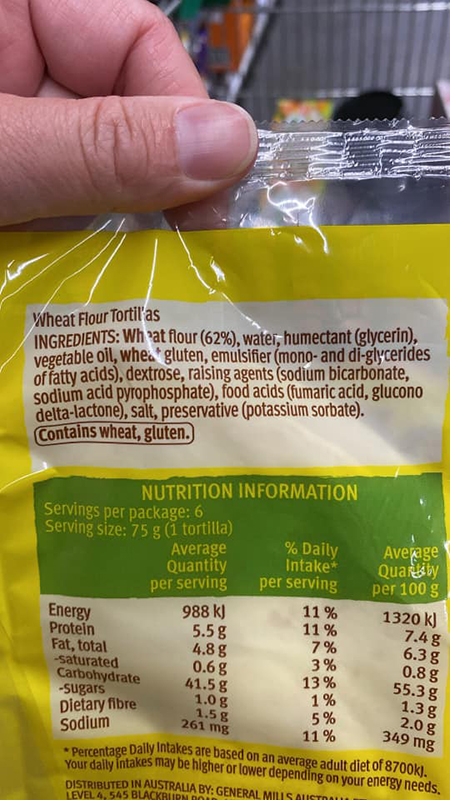 Wheat Flour Tortillas
INGREDIENTS: Wheat flour (62%), water, humectant (glycerin),
vegetable oil, wheat gluten, emulsifier (mono- and di-glycerides
of fatty acids), dextrose, raising agents (sodium bicarbonate,
sodium acid pyrophosphate), food acids (fumaric acid, glucono
delta-lactone), salt, preservative (potassium sorbate).
Contains wheat, gluten.
NUTRITION INFORMATION
Servings per package: 6
Serving size: 75 g (1 tortilla)
Average Quantity per serving % Daily Intake* per serving Average Quantity per 100 g
Energy 988 kJ 11 % 1320 kJ
Protein 5.5 g 11 % 7.4 g
Fat, total 4.8 g 7 % 6.3 g
-saturated 0.6 g 3 % 0.8 g
Carbohydrate 41.5 g 13 % 55.3 g
-sugars 1.0 g 1 % 1.3 g
Dietary fibre 1.5 g 5 % 2.0 g
Sodium 261 mg 11 % 349 mg
* Percentage Daily Intakes are based on an average adult diet of 8700kJ.
Your daily intakes may be higher or lower depending on your energy needs.
DISTRIBUTED IN AUSTRALIA BY: GENERAL MILLS
LEVEL 4, 545 BLACKBURN